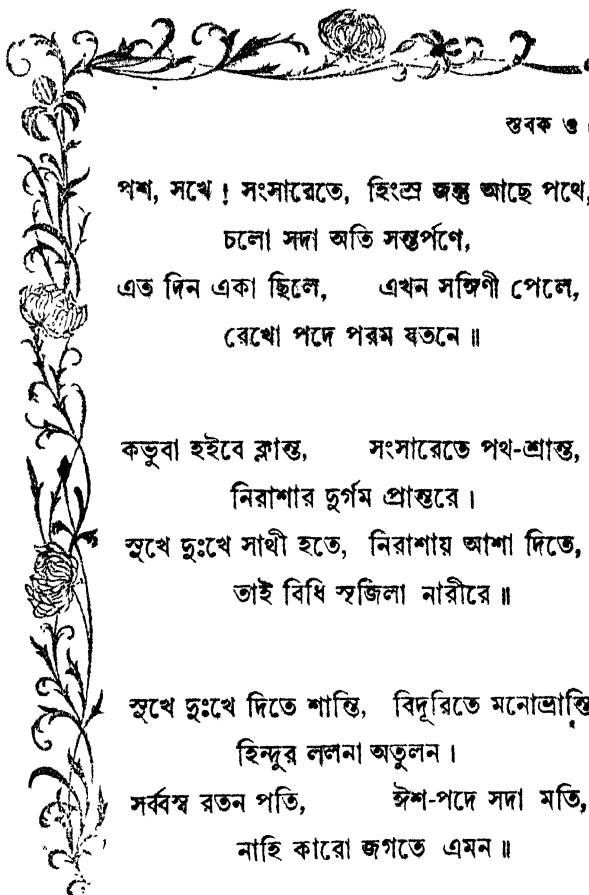 স্তবক ও।
পশ, সখে ! সংসারেতে, হিংস্র জন্তু আছে পথে,
চলো সদা অতি সন্তর্পণে,
এত দিন একা ছিলে, এখন সঙ্গিণী পেলে,
রেখো পদে পরম যতনে ॥
কভুবা হইবে ক্লান্ত, সংসারেতে পথ-শ্রান্ত,
নিরাশার দুর্গম প্রান্তরে ।
সুখে দুঃখে সাথী হতে, নিরাশায় আশা দিতে,
তাই বিধি সৃজিলা নারীরে ॥
সুখে দুঃখে দিতে শান্তি, বিদূরিতে মনোভ্রান্তি
হিন্দুর ললনা অতুলন ।
সর্ব্বস্ব রতন পতি, ঈশ-পদে সদা মতি,
নাহি কারো জগতে এমন ॥